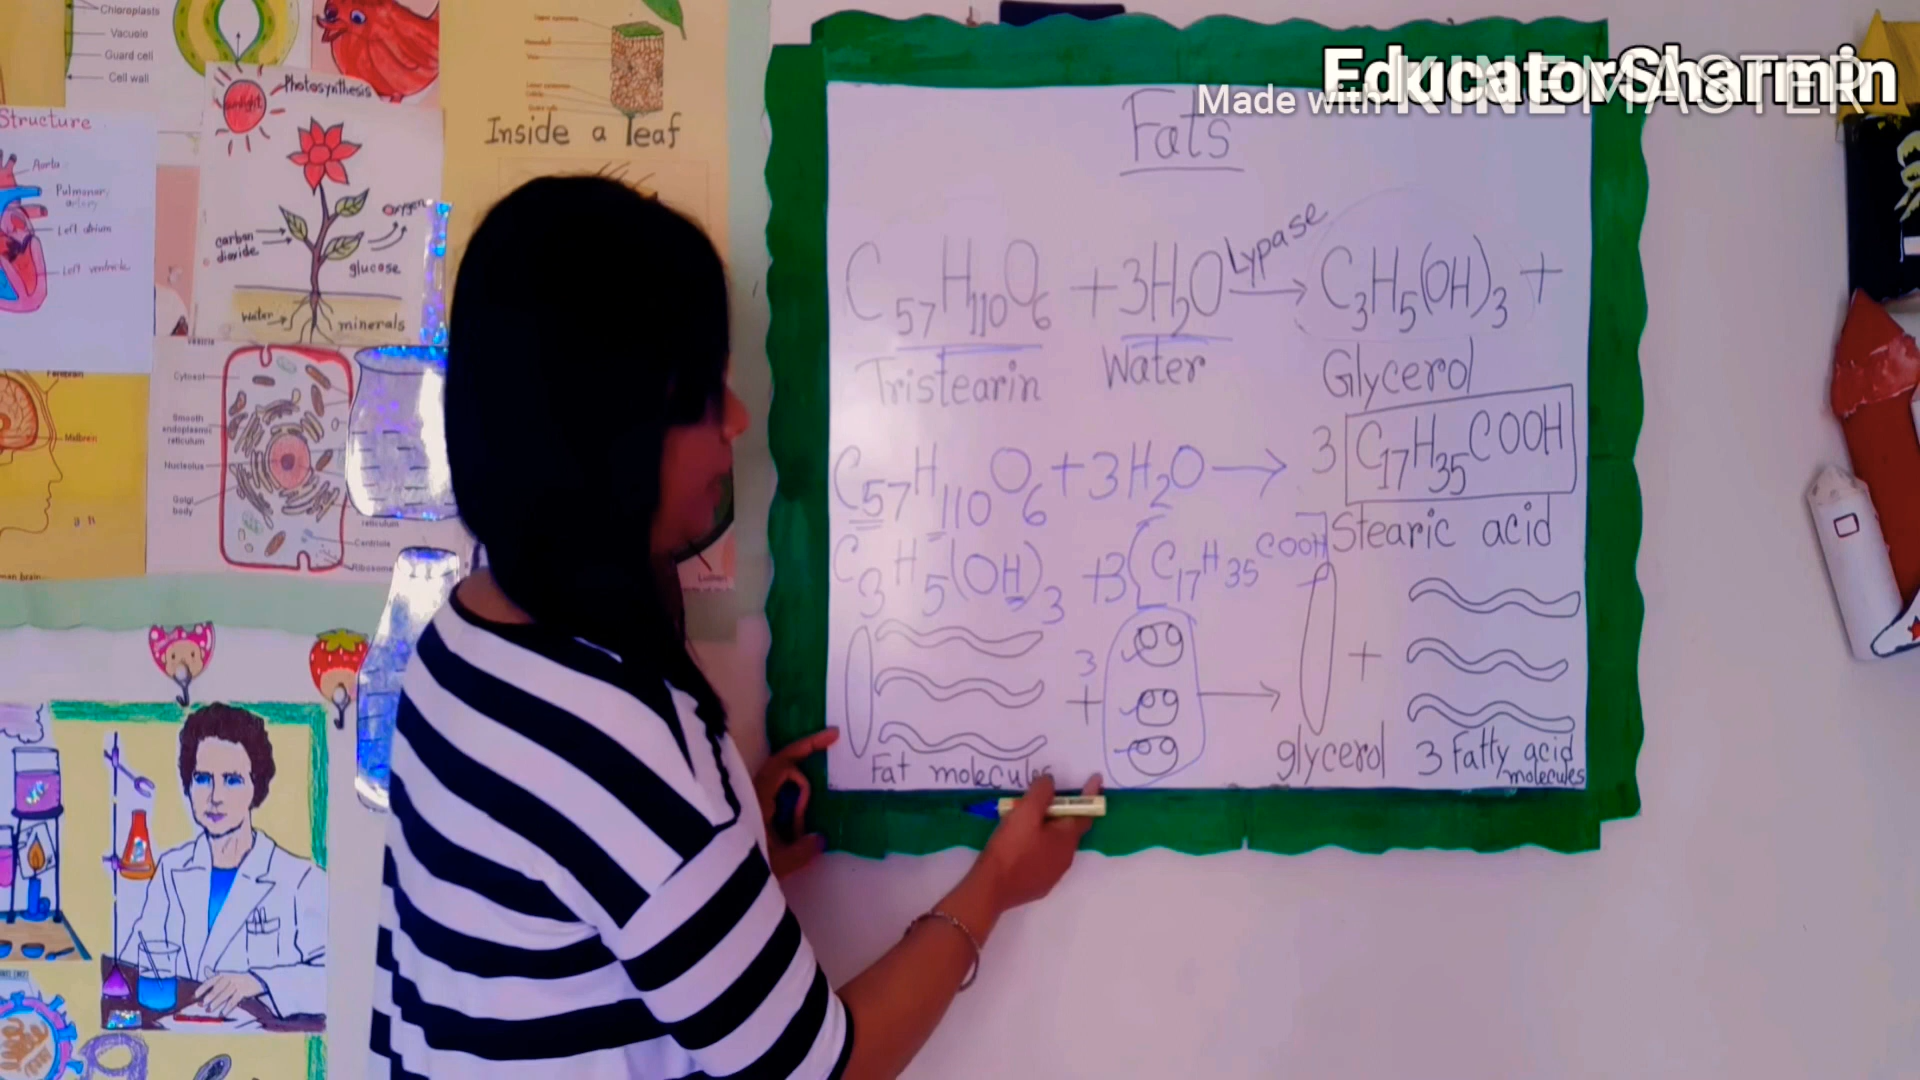 Chloroplasts
Vacuole
Guard cell
Cell wall
Structure
Aorta
Pulmonary artery
Left atrium
Left ventricle
Photosynthesis
sunlight
oxygen
carbon dioxide
glucose
Water
minerals
Inside a leaf
Midbrain
Smooth endoplasmic reticulum
Nucleolus
Golgi body
reticulum
Centriole
Ribosome
EducatorSharmin
Made with KINEMASTER
Fats
C57H110O6 + 3H2O Lypase → C3H5(OH)3 +
Tristearin Water Glycerol
3 C17H35COOH
Stearic acid
C57H110O6 + 3H2O →
C3H5(OH)3 + 3[C17H35COOH]
3
+ → +
Fat molecules glycerol 3 Fatty acid molecules